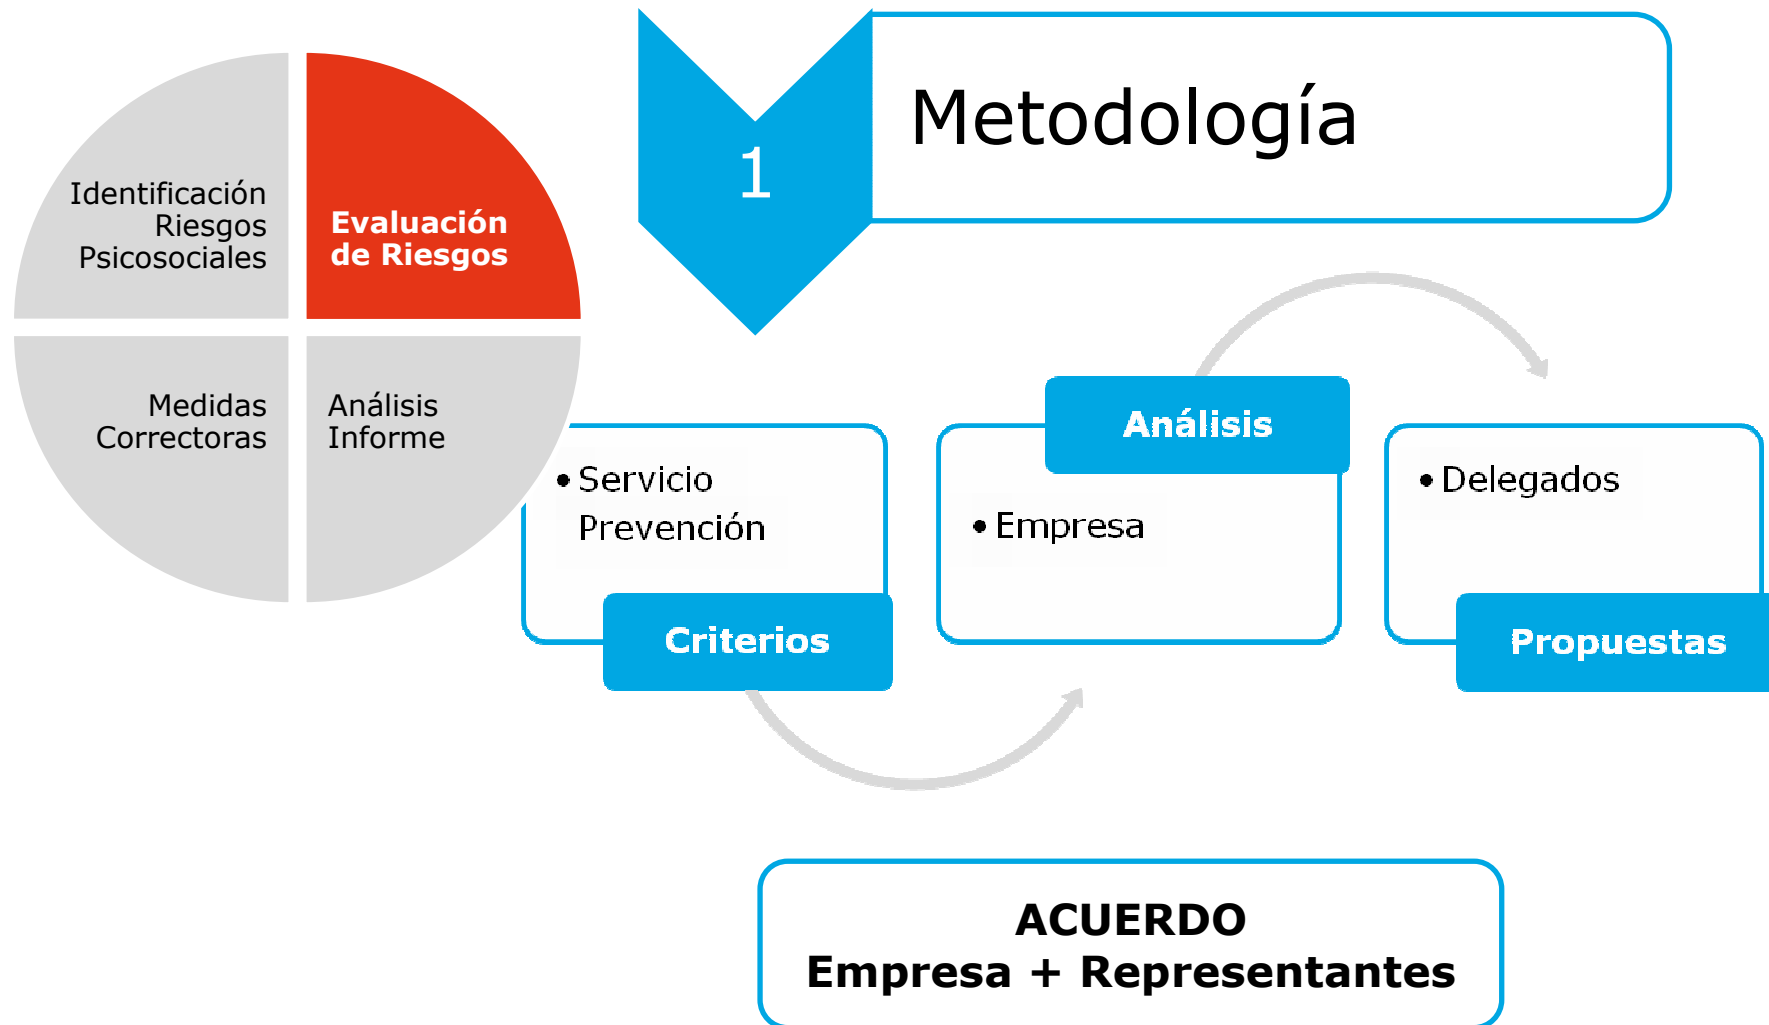 1
Metodología
Identificación
Riesgos
Psicosociales
Evaluación
de Riesgos
Medidas
Correctoras
Análisis
Informe
• Servicio
Prevención
Criterios
Análisis
• Empresa
• Delegados
Propuestas
ACUERDO
Empresa + Representantes